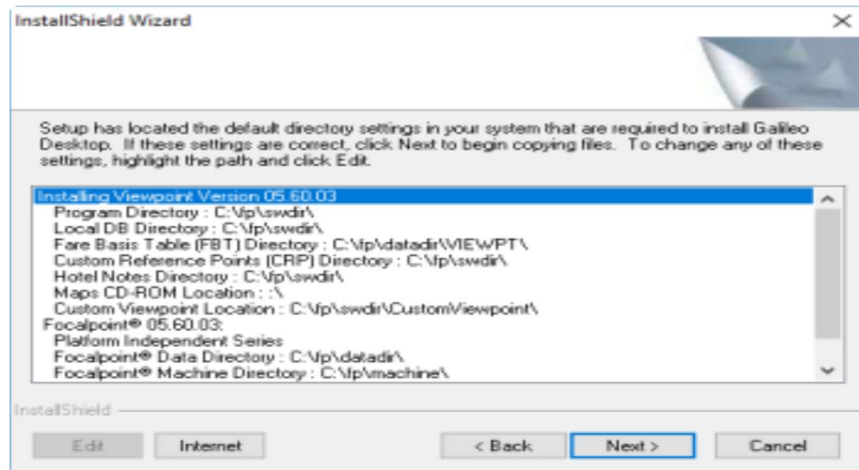 InstallShield Wizard
Setup has located the default directory settings in your system that are required to install Galileo
Desktop. If these settings are correct, click Next to begin copying files. To change any of these
settings, highlight the path and click Edit.
Installing Viewpoint Version 05.60.03
Program Directory : C:\fp\swdir\
Local DB Directory : C:\fp\swdir\
Fare Basis Table (FBT) Directory : C:\fp\datadir\VIEWPT\
Custom Reference Points (CRP) Directory : C:\fp\swdir\
Hotel Notes Directory : C:\fp\swdir\
Maps CD-ROM Location : :\
Custom Viewpoint Location : C:\fp\swdir\CustomViewpoint\
Focalpoint® 05.60.03:
Platform Independent Series
Focalpoint® Data Directory : C:\fp\datadir\
Focalpoint® Machine Directory : C:\fp\machine\
InstallShield
Edit Internet < Back Next > Cancel